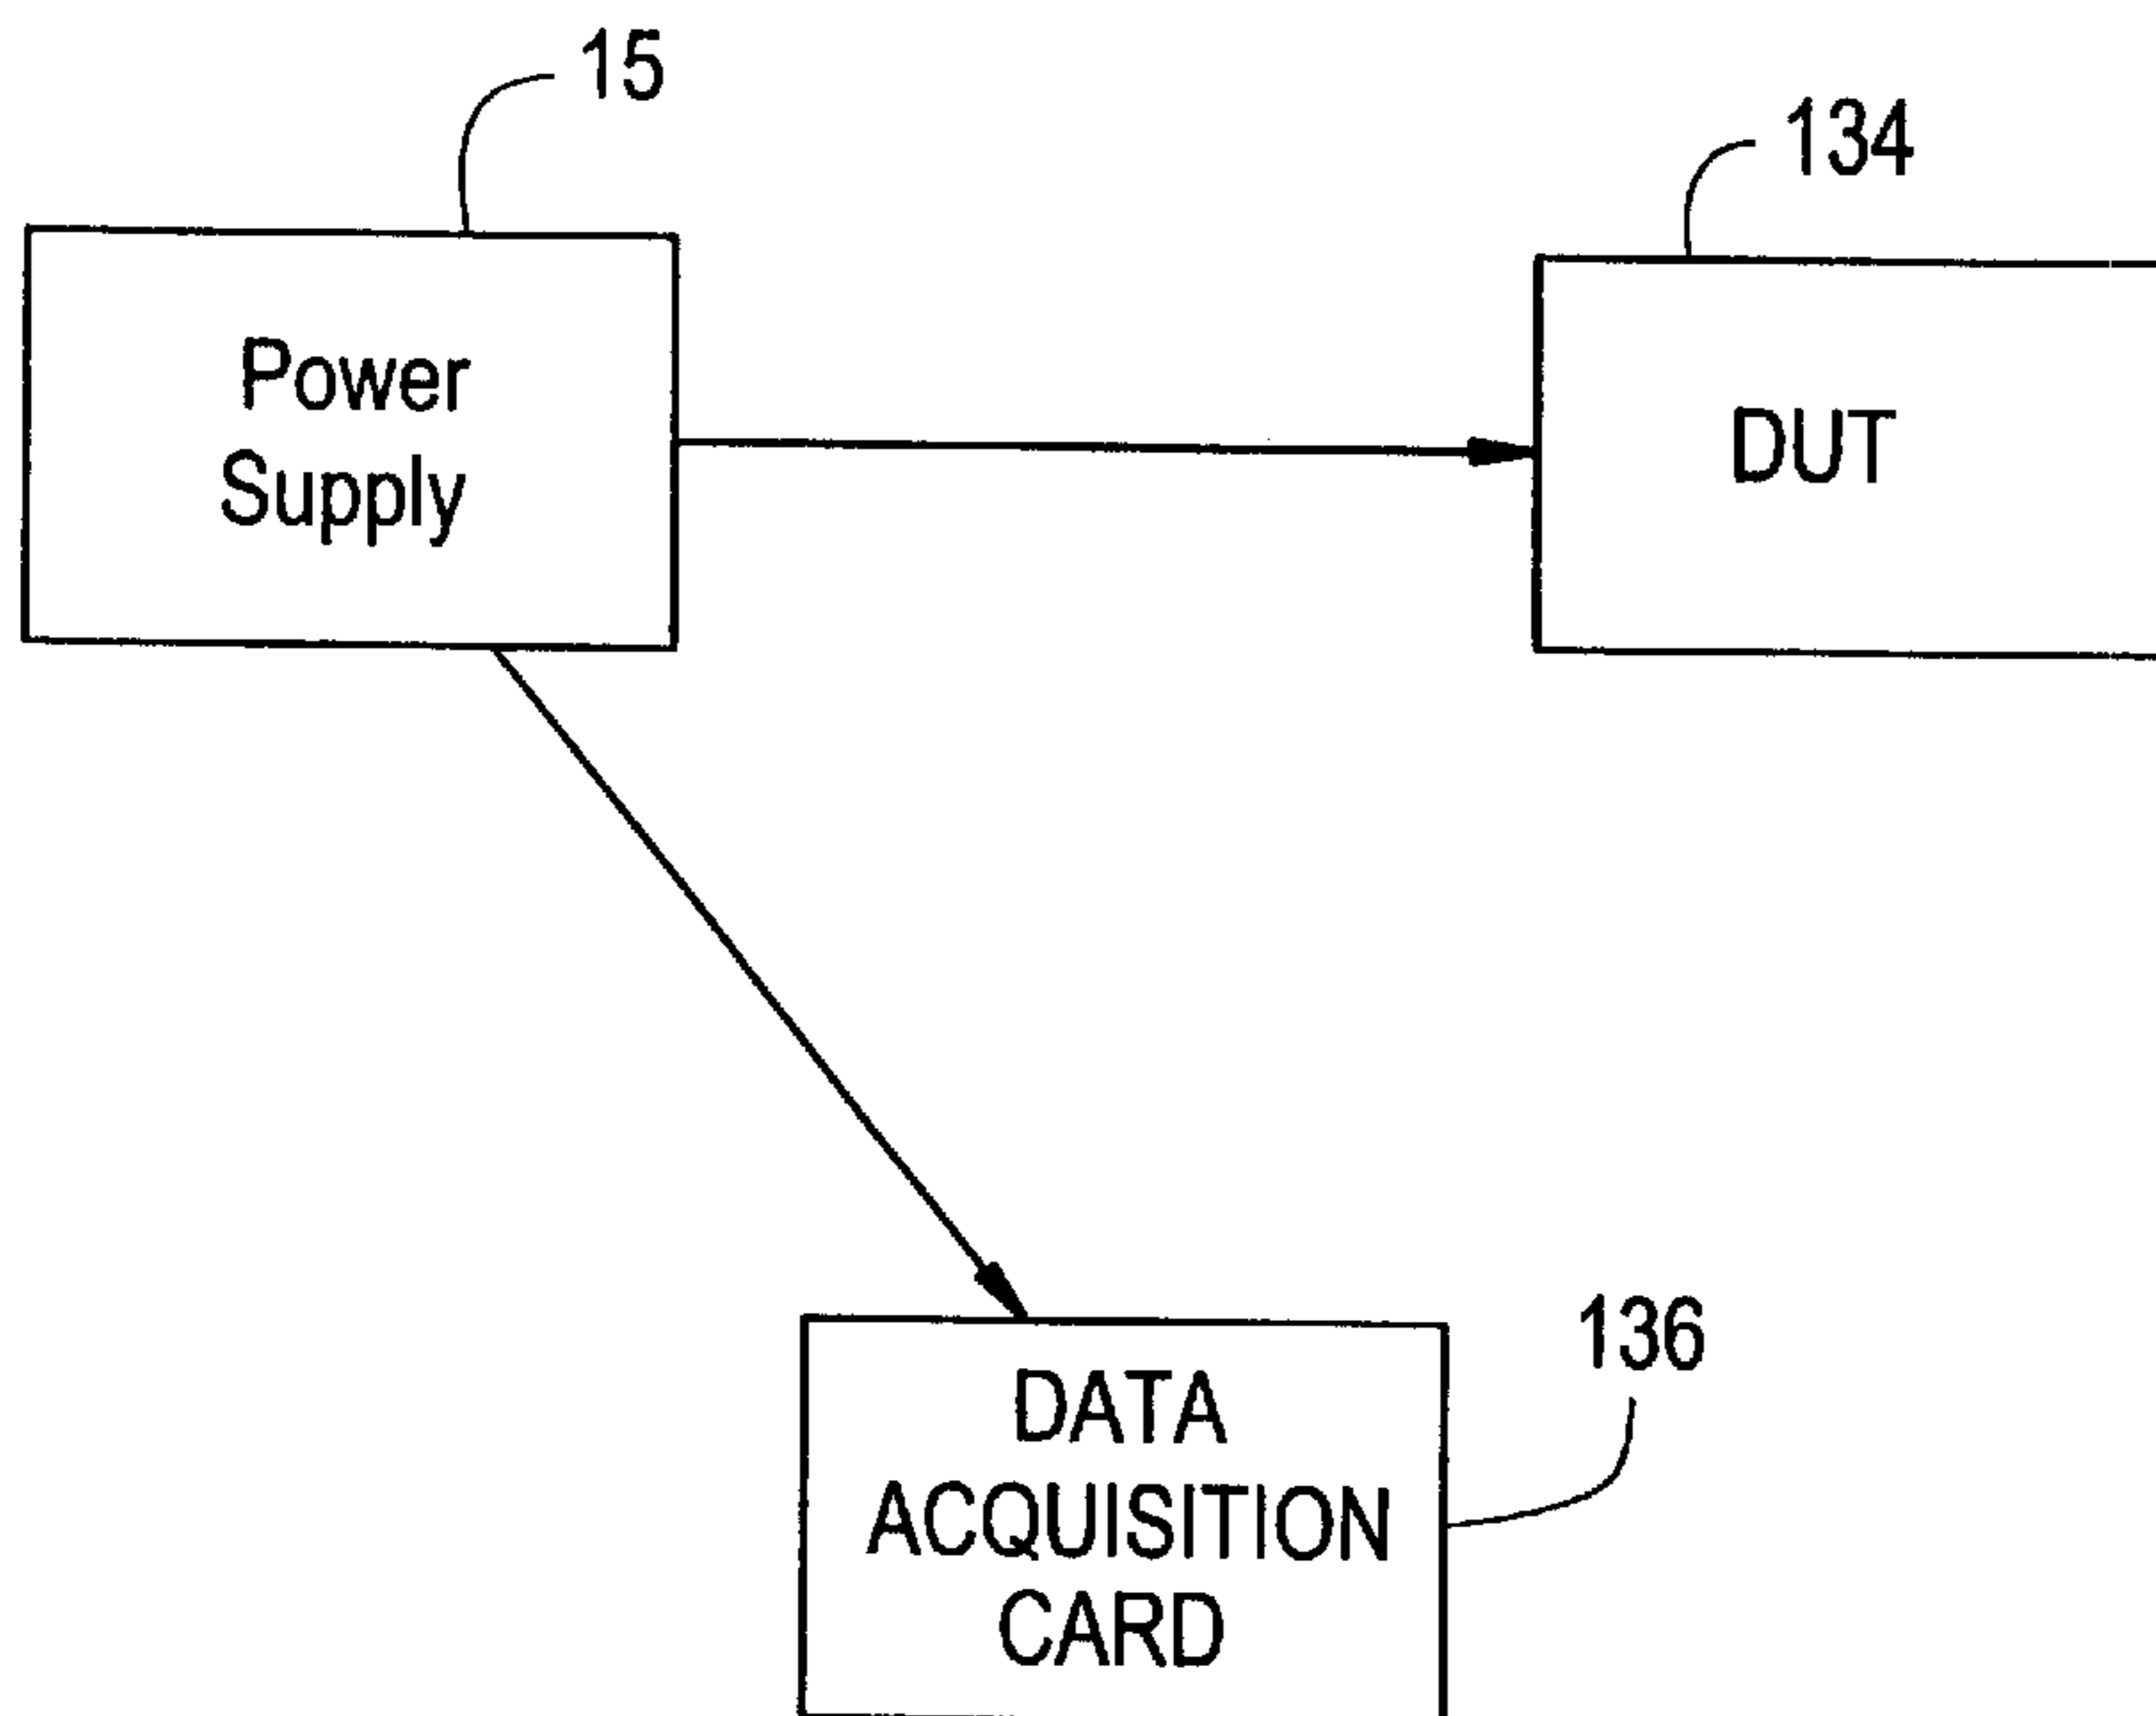 15
134
Power
Supply
DUT
136
DATA
ACQUISITION
CARD